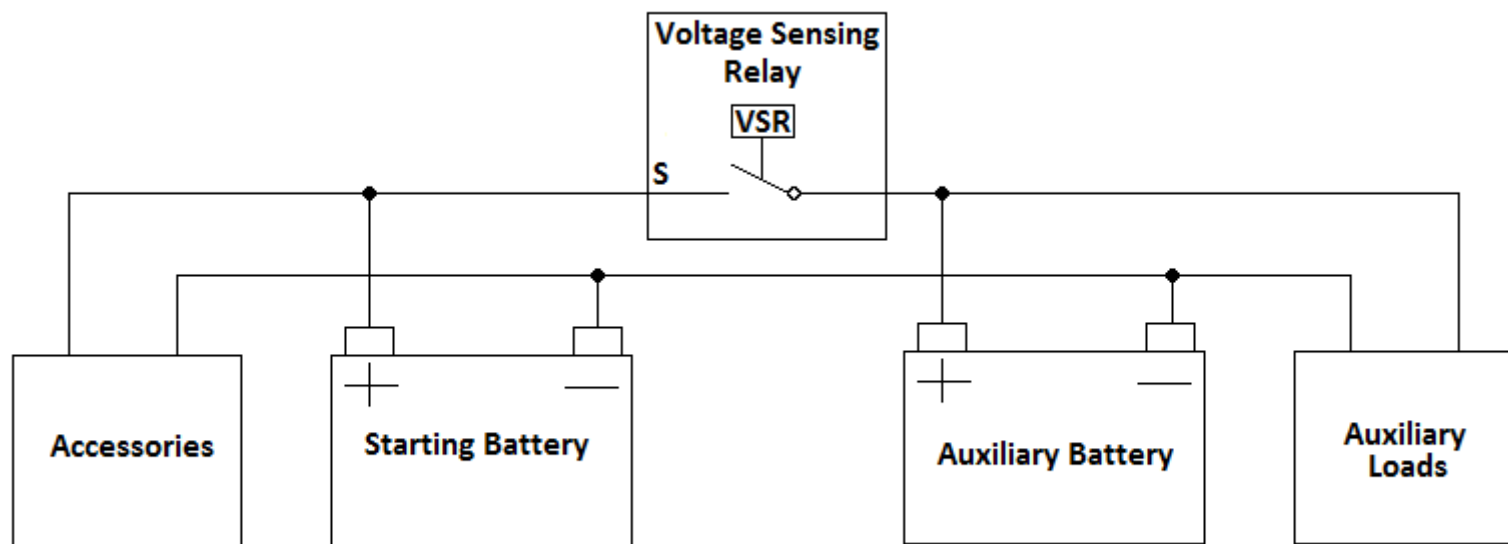 Voltage Sensing
Relay
VSR
S
+ −
+ −
Accessories
Starting Battery
Auxiliary Battery
Auxiliary
Loads